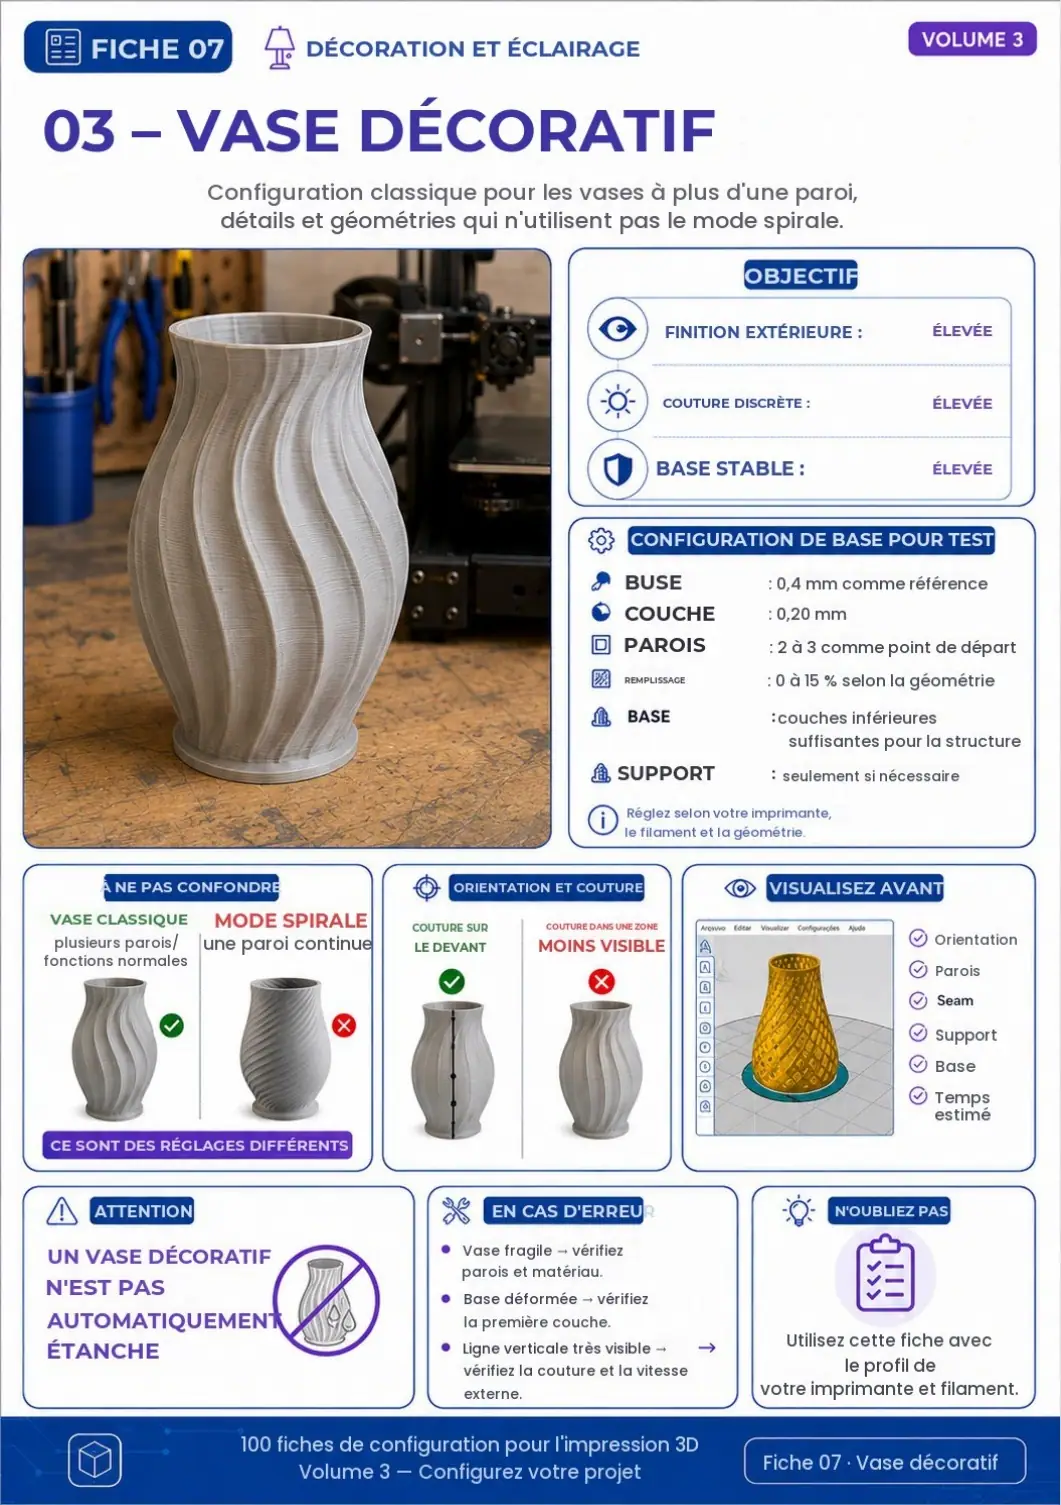 FICHE 07
DÉCORATION ET ÉCLAIRAGE
VOLUME 3
03 – VASE DÉCORATIF
Configuration classique pour les vases à plus d'une paroi,
détails et géométries qui n'utilisent pas le mode spirale.
OBJECTIF
FINITION EXTÉRIEURE : ÉLEVÉE
COUTURE DISCRÈTE : ÉLEVÉE
BASE STABLE : ÉLEVÉE
CONFIGURATION DE BASE POUR TEST
BUSE : 0,4 mm comme référence
COUCHE : 0,20 mm
PAROIS : 2 à 3 comme point de départ
REMPLISSAGE : 0 à 15 % selon la géométrie
BASE :couches inférieures
suffisantes pour la structure
SUPPORT : seulement si nécessaire
Réglez selon votre imprimante,
le filament et la géométrie.
À NE PAS CONFONDRE
VASE CLASSIQUE
plusieurs parois/
fonctions normales
MODE SPIRALE
une paroi continue
CE SONT DES RÉGLAGES DIFFÉRENTS
ORIENTATION ET COUTURE
COUTURE SUR
LE DEVANT
COUTURE DANS UNE ZONE
MOINS VISIBLE
VISUALISEZ AVANT
Editar Visualizar Configurações Ajuda
Orientation
Parois
Seam
Support
Base
Temps
estimé
ATTENTION
UN VASE DÉCORATIF
N'EST PAS
AUTOMATIQUEMENT
ÉTANCHE
EN CAS D'ERREUR
• Vase fragile → vérifiez
parois et matériau.
• Base déformée → vérifiez
la première couche.
• Ligne verticale très visible → →
vérifiez la couture et la vitesse
externe.
N'OUBLIEZ PAS
Utilisez cette fiche avec
le profil de
votre imprimante et filament.
100 fiches de configuration pour l'impression 3D
Volume 3 — Configurez votre projet
Fiche 07 · Vase décoratif